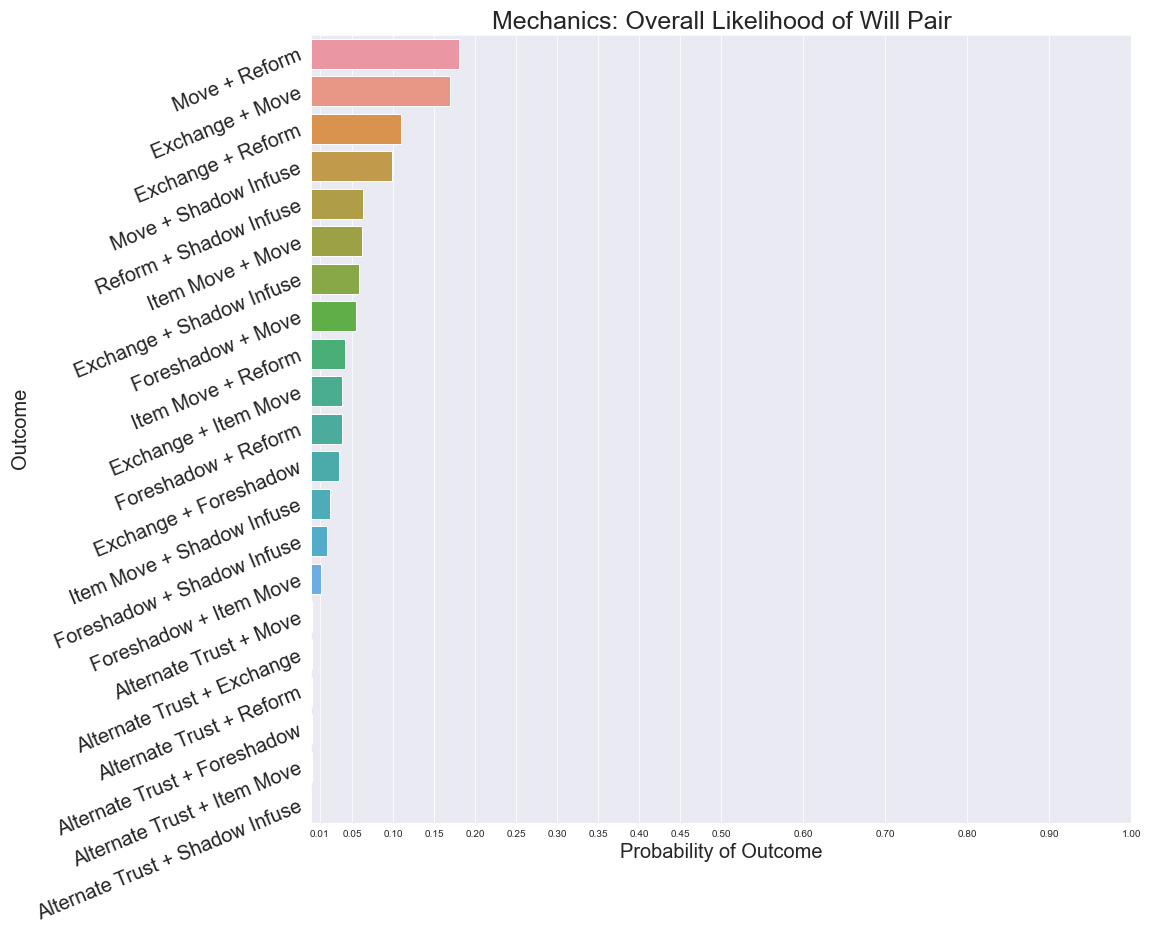 Mechanics: Overall Likelihood of Will Pair
Outcome
Move + Reform
Exchange + Move
Exchange + Reform
Move + Shadow Infuse
Reform + Shadow Infuse
Item Move + Move
Exchange + Shadow Infuse
Foreshadow + Move
Item Move + Reform
Exchange + Item Move
Foreshadow + Reform
Exchange + Foreshadow
Item Move + Shadow Infuse
Foreshadow + Shadow Infuse
Foreshadow + Item Move
Alternate Trust + Move
Alternate Trust + Exchange
Alternate Trust + Reform
Alternate Trust + Foreshadow
Alternate Trust + Item Move
Alternate Trust + Shadow Infuse
0.01 0.05 0.10 0.15 0.20 0.25 0.30 0.35 0.40 0.45 0.50 0.60 0.70 0.80 0.90 1.00
Probability of Outcome